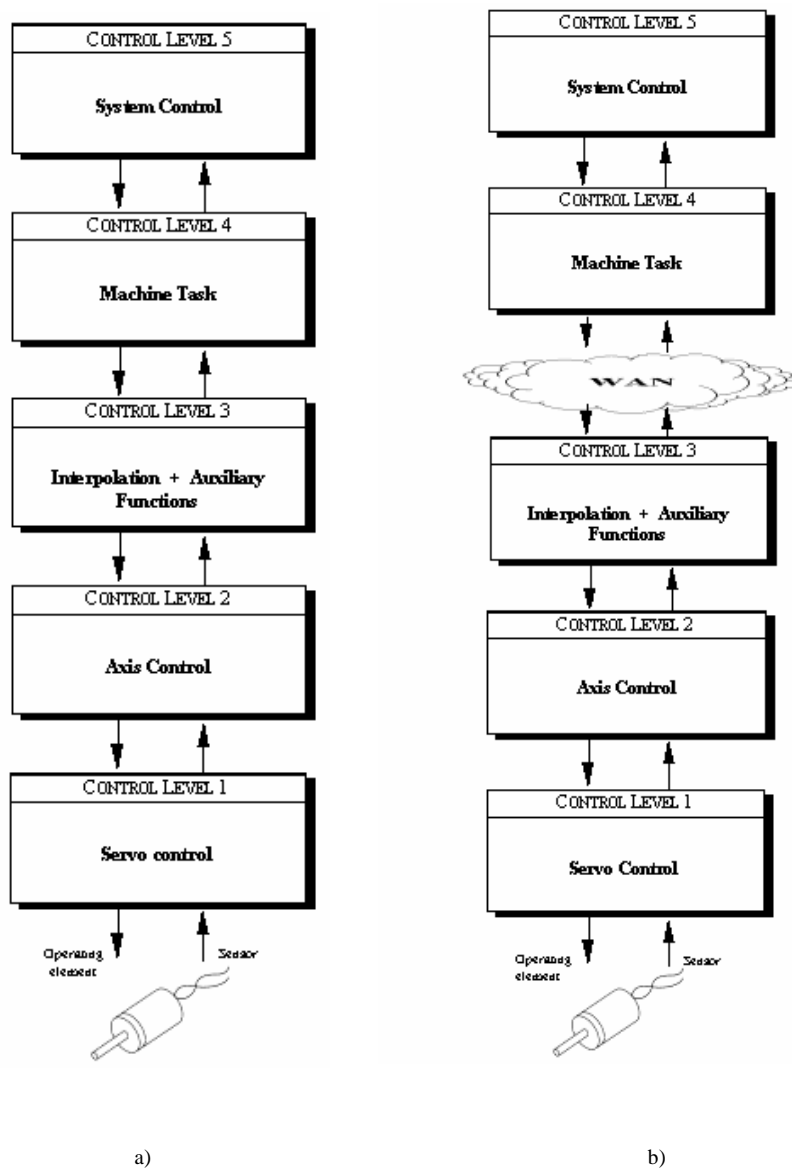 CONTROL LEVEL 5
System Control
CONTROL LEVEL 4
Machine Task
CONTROL LEVEL 3
Interpolation + Auxiliary
Functions
CONTROL LEVEL 2
Axis Control
CONTROL LEVEL 1
Servo control
Operating
element
Sensor
a)
CONTROL LEVEL 5
System Control
CONTROL LEVEL 4
Machine Task
WAN
CONTROL LEVEL 3
Interpolation + Auxiliary
Functions
CONTROL LEVEL 2
Axis Control
CONTROL LEVEL 1
Servo Control
Operating
element
Sensor
b)